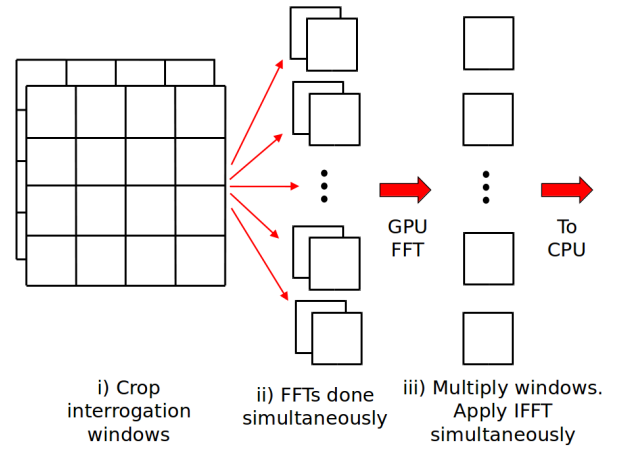 GPU
FFT
To
CPU
i) Crop
interrogation
windows
ii) FFTs done
simultaneously
iii) Multiply windows.
Apply IFFT
simultaneously